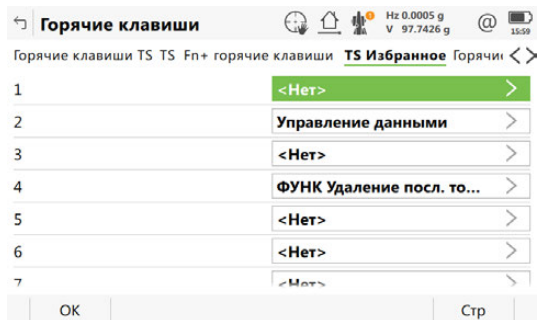 Горячие клавиши
Hz 0.0005 g
V 97.7426 g
@
15:59
Горячие клавиши TS TS Fn+ горячие клавиши TS Избранное Горячи
1 <Нет>
2 Управление данными
3 <Нет>
4 ФУНК Удаление посл. то...
5 <Нет>
6 <Нет>
7 <Нет>
OK Стр